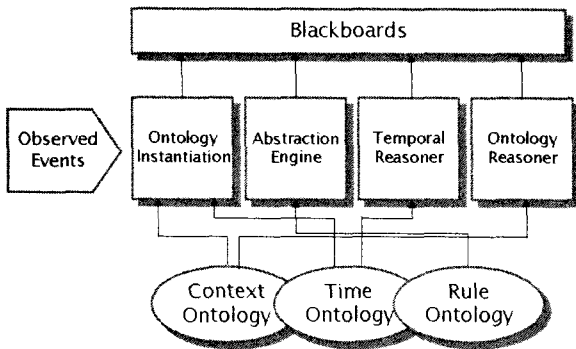 Blackboards
Observed
Events
Ontology
Instantiation
Abstraction
Engine
Temporal
Reasoner
Ontology
Reasoner
Context
Ontology
Time
Ontology
Rule
Ontology